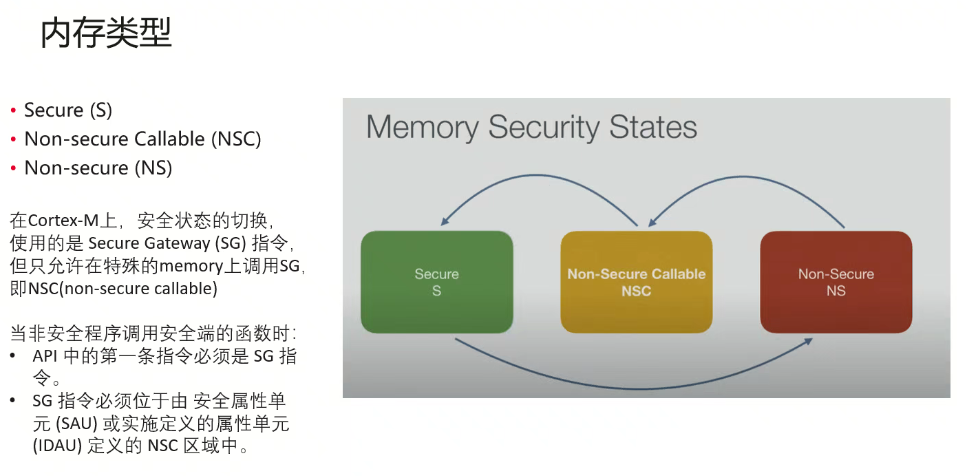 内存类型
• Secure (S)
• Non-secure Callable (NSC)
• Non-secure (NS)
在Cortex-M上，安全状态的切换，
使用的是 Secure Gateway (SG) 指令，
但只允许在特殊的memory上调用SG，
即NSC(non-secure callable)
当非安全程序调用安全端的函数时：
• API 中的第一条指令必须是 SG 指
令。
• SG 指令必须位于由 安全属性单
元 (SAU) 或实施定义的属性单元
(IDAU) 定义的 NSC 区域中。
Memory Security States
Secure
S
Non-Secure Callable
NSC
Non-Secure
NS